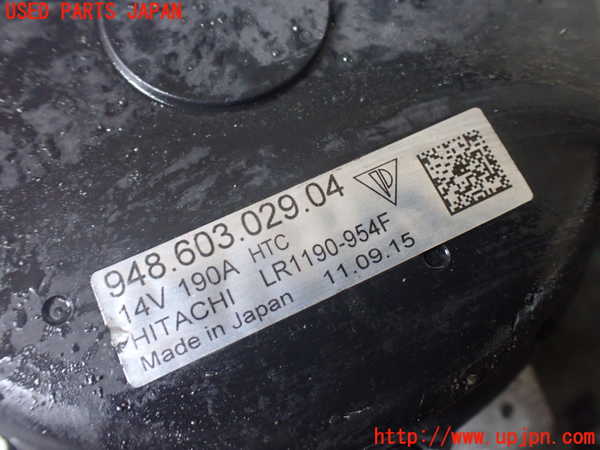 USED PARTS JAPAN
948.603.029.04
14V 190A HTC
HITACHI LR1190-954F
Made in Japan 11.09.15
http://www.upjpn.com/